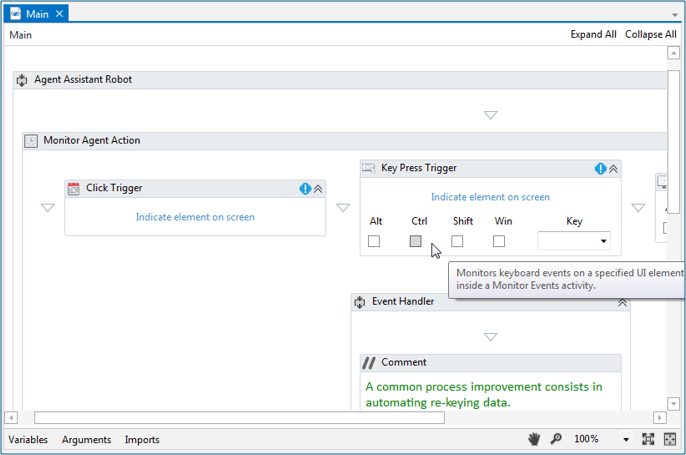 Main
Main
Expand All Collapse All
Agent Assistant Robot
Monitor Agent Action
Click Trigger
Indicate element on screen
Key Press Trigger
Indicate element on screen
Alt Ctrl Shift Win Key
Monitors keyboard events on a specified UI element
inside a Monitor Events activity.
Event Handler
// Comment
A common process improvement consists in
automating re-keying data.
Variables Arguments Imports
100%